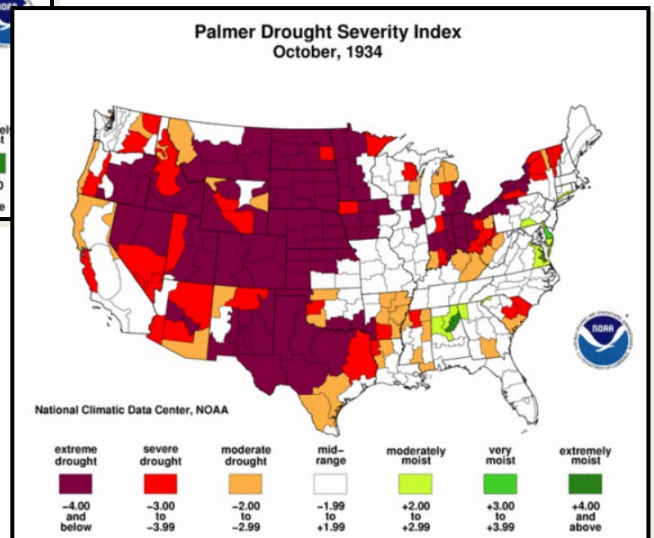 Palmer Drought Severity Index
October, 1934
NOAA
National Climatic Data Center, NOAA
extreme drought
severe drought
moderate drought
mid-range
moderately moist
very moist
extremely moist
-4.00 and below
-3.00 to -3.99
-2.00 to -2.99
-1.99 to +1.99
+2.00 to +2.99
+3.00 to +3.99
+4.00 and above